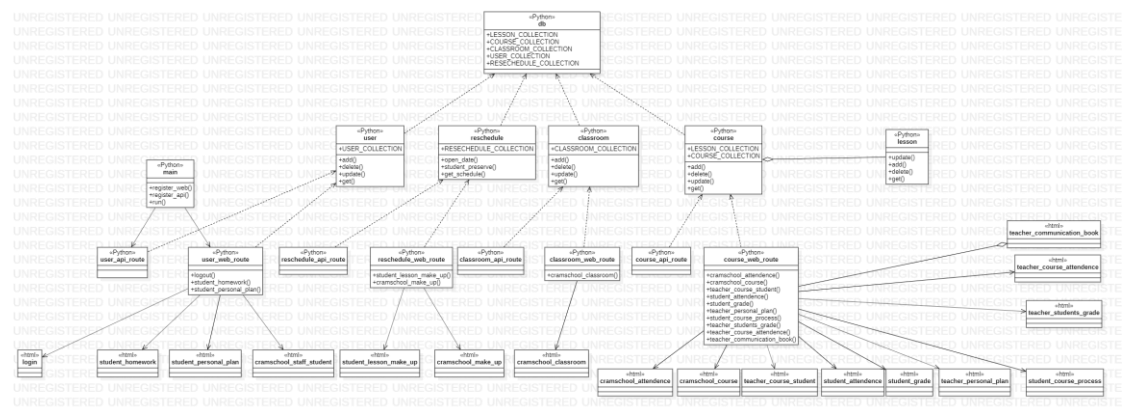 UNREGISTERED UNREGISTERED UNREGISTERED UNREGISTERED
«Python»
db
+LESSON_COLLECTION
+COURSE_COLLECTION
+CLASSROOM_COLLECTION
+USER_COLLECTION
+RESECHEDULE_COLLECTION
«Python»
user
+USER_COLLECTION
+add()
+delete()
+update()
+get()
«Python»
reschedule
+RESECHEDULE_COLLECTION
+open_date()
+student_preserve()
+get_schedule()
«Python»
classroom
+CLASSROOM_COLLECTION
+add()
+delete()
+update()
+get()
«Python»
course
+LESSON_COLLECTION
+COURSE_COLLECTION
+add()
+delete()
+update()
+get()
«Python»
lesson
+update()
+add()
+delete()
+get()
«Python»
main
+register_web()
+register_api()
+run()
«Python»
user_api_route
«Python»
user_web_route
+logout()
+student_homework()
+student_personal_plan()
«Python»
reschedule_api_route
«Python»
reschedule_web_route
+student_lesson_make_up()
+cramschool_make_up()
«Python»
classroom_api_route
«Python»
classroom_web_route
+cramschool_classroom()
«Python»
course_api_route
«Python»
course_web_route
+cramschool_attendence()
+cramschool_course()
+teacher_course_student()
+student_attendence()
+student_grade()
+teacher_personal_plan()
+student_course_process()
+teacher_students_grade()
+teacher_course_attendence()
+teacher_communication_book()
«html»
teacher_communication_book
«html»
teacher_course_attendence
«html»
teacher_students_grade
«html»
login
«html»
student_homework
«html»
student_personal_plan
«html»
cramschool_staff_student
«html»
student_lesson_make_up
«html»
cramschool_make_up
«html»
cramschool_classroom
«html»
cramschool_attendence
«html»
cramschool_course
«html»
teacher_course_student
«html»
student_attendence
«html»
student_grade
«html»
teacher_personal_plan
«html»
student_course_process